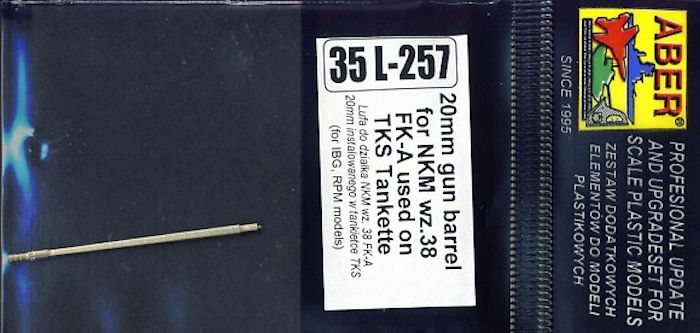 ABER®
SINCE 1995
PROFESIONAL UPDATE
AND UPGRADESET FOR
SCALE PLASTIC MODELS
ZESTAW DODATKOWYCH
ELEMENTÓW DO MODELI
PLASTIKOWYCH
35 L-257
20mm gun barrel
for NKM wz.38
FK-A used on
TKS Tankette
Lufa do działka NKM wz. 38 FK-A
20mm instalowanego w tankietce TKS
(for IBG, RPM models)